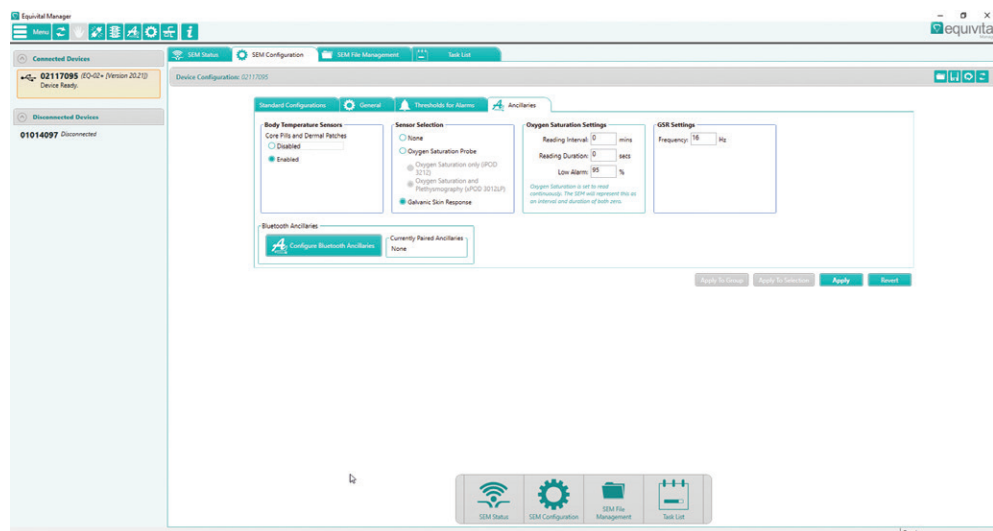 Equivital Manager
Menu
equivital
Connected Devices
02117095 (EQ-02+ [Version 20.21])
Device Ready.
Disconnected Devices
01014097 Disconnected
SEM Status
SEM Configuration
SEM File Management
Task List
Device Configuration: 02117095
Standard Configurations
General
Thresholds for Alarms
Ancillaries
Body Temperature Sensors
Core Pills and Dermal Patches
Disabled
Enabled
Sensor Selection
None
Oxygen Saturation Probe
Oxygen Saturation only (iPOD
3212)
Oxygen Saturation and
Plethysmography (xPOD 3012LP)
Galvanic Skin Response
Oxygen Saturation Settings
Reading Interval: 0 mins
Reading Duration: 0 secs
Low Alarm: 95 %
Oxygen Saturation is set to read
continuously. The SEM will represent this as
an interval and duration of both zero.
GSR Settings
Frequency: 16 Hz
Bluetooth Ancillaries
Configure Bluetooth Ancillaries
Currently Paired Ancillaries
None
Apply To Group
Apply To Selection
Apply
Revert
SEM Status
SEM Configuration
SEM File
Management
Task List